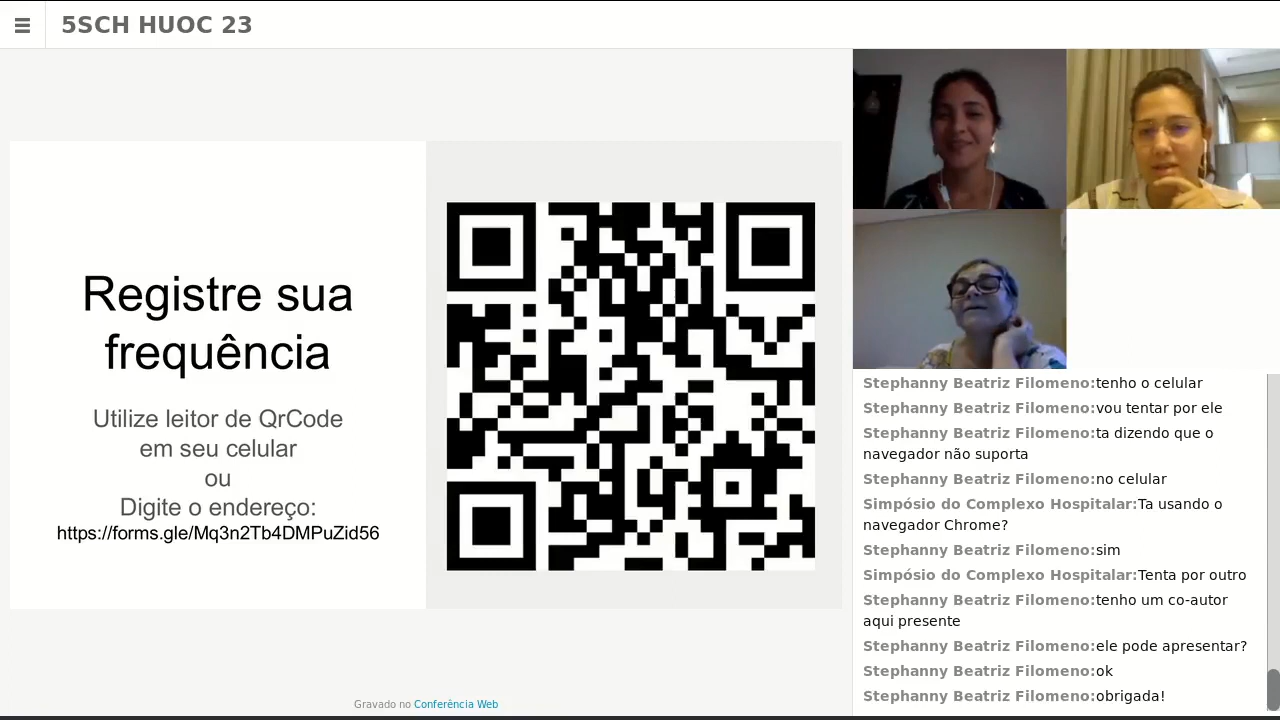 5SCH HUOC 23
Registre sua
frequência
Utilize leitor de QrCode
em seu celular
ou
Digite o endereço:
https://forms.gle/Mq3n2Tb4DMPuZid56
Gravado no Conferência Web
Stephanny Beatriz Filomeno:tenho o celular
Stephanny Beatriz Filomeno:vou tentar por ele
Stephanny Beatriz Filomeno:ta dizendo que o
navegador não suporta
Stephanny Beatriz Filomeno:no celular
Simpósio do Complexo Hospitalar:Ta usando o
navegador Chrome?
Stephanny Beatriz Filomeno:sim
Simpósio do Complexo Hospitalar:Tenta por outro
Stephanny Beatriz Filomeno:tenho um co-autor
aqui presente
Stephanny Beatriz Filomeno:ele pode apresentar?
Stephanny Beatriz Filomeno:ok
Stephanny Beatriz Filomeno:obrigada!